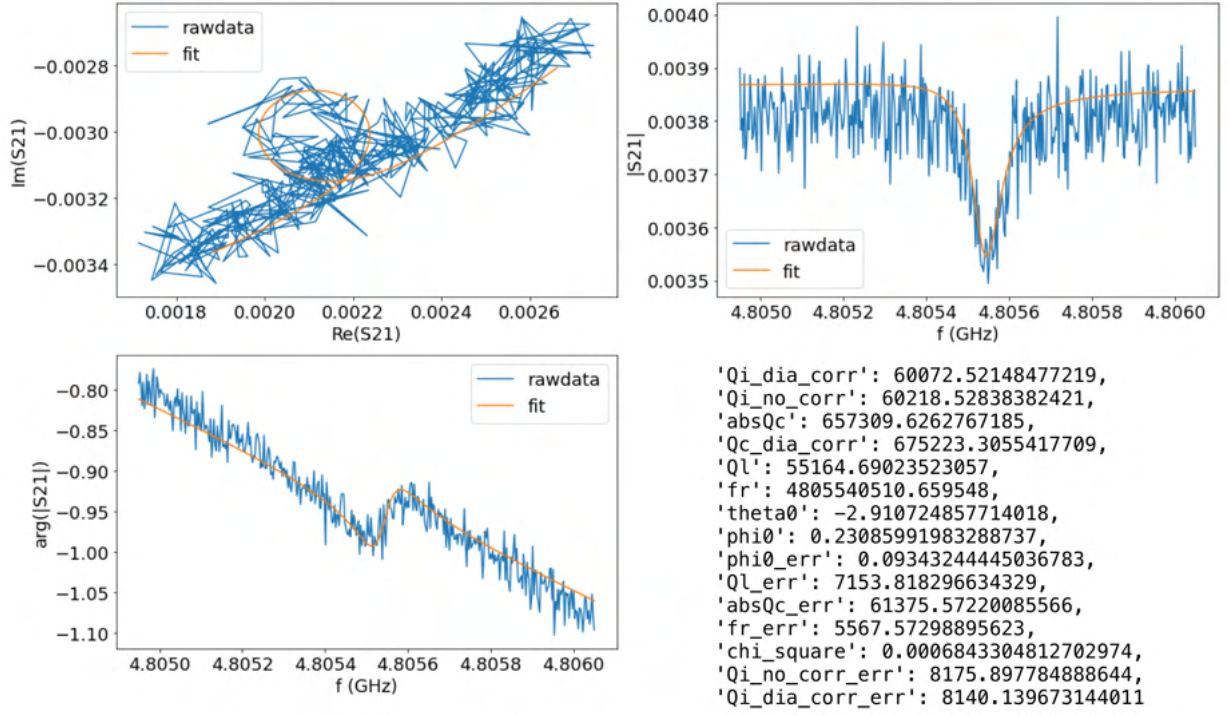 rawdata
fit
−0.0028
−0.0030
−0.0032
−0.0034
Im(S21)
0.0018 0.0020 0.0022 0.0024 0.0026
Re(S21)
0.0040
0.0039
0.0038
0.0037
0.0036
0.0035
|S21|
rawdata
fit
4.8050 4.8052 4.8054 4.8056 4.8058 4.8060
f (GHz)
rawdata
fit
−0.80
−0.85
−0.90
−0.95
−1.00
−1.05
−1.10
arg(|S21|)
4.8050 4.8052 4.8054 4.8056 4.8058 4.8060
f (GHz)
'Qi_dia_corr': 60072.52148477219,
'Qi_no_corr': 60218.52838382421,
'absQc': 657309.6262767185,
'Qc_dia_corr': 675223.3055417709,
'Ql': 55164.69023523057,
'fr': 4805540510.659548,
'theta0': −2.910724857714018,
'phi0': 0.23085991983288737,
'phi0_err': 0.09343244445036783,
'Ql_err': 7153.818296634329,
'absQc_err': 61375.57220085566,
'fr_err': 5567.57298895623,
'chi_square': 0.0006843304812702974,
'Qi_no_corr_err': 8175.897784888644,
'Qi_dia_corr_err': 8140.139673144011